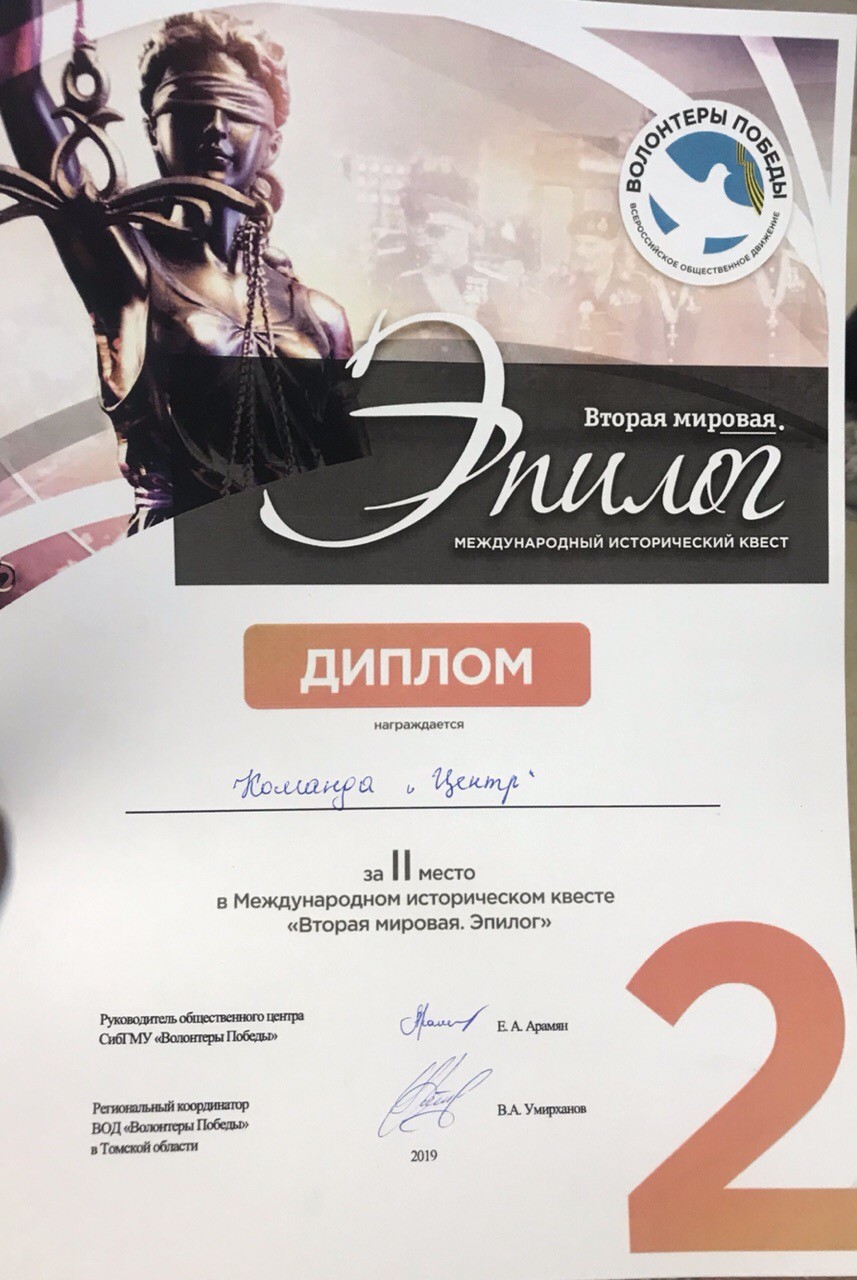 ВОЛОНТЕРЫ ПОБЕДЫ
ВСЕРОССИЙСКОЕ ОБЩЕСТВЕННОЕ ДВИЖЕНИЕ
Вторая мировая.
Эпилог
МЕЖДУНАРОДНЫЙ ИСТОРИЧЕСКИЙ КВЕСТ
ДИПЛОМ
награждается
Команда "Центр"
за II место
в Международном историческом квесте
«Вторая мировая. Эпилог»
Руководитель общественного центра
СибГМУ «Волонтеры Победы»
Е. А. Арамян
Региональный координатор
ВОД «Волонтеры Победы»
в Томской области
В.А. Умирханов
2019
2